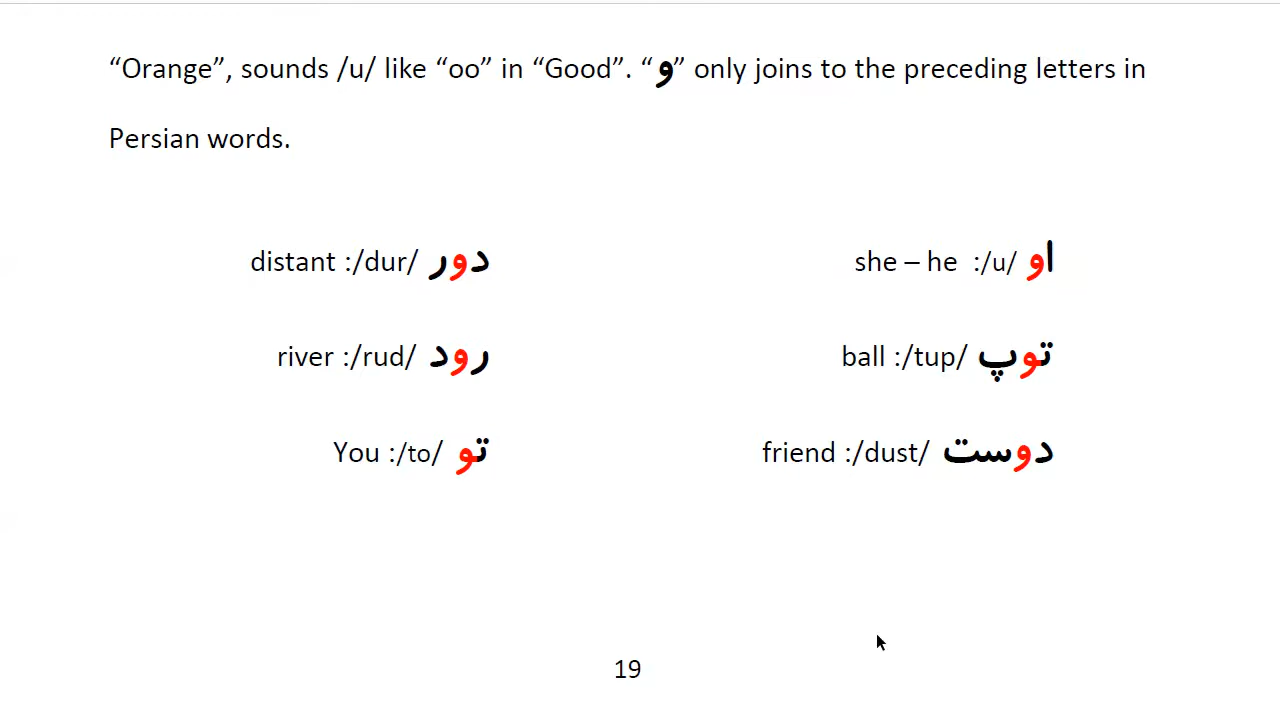 “Orange”, sounds /u/ like “oo” in “Good”. “و” only joins to the preceding letters in
Persian words.
distant :/dur/ دور
she – he :/u/ او
river :/rud/ رود
ball :/tup/ توپ
You :/to/ تو
friend :/dust/ دوست
19